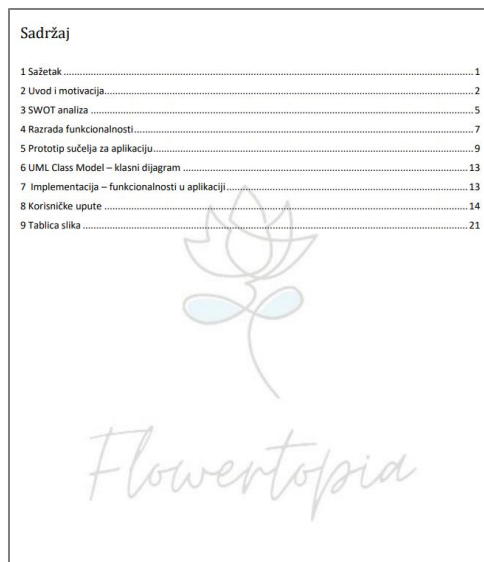 Sadržaj
1 Sažetak ........ 1
2 Uvod i motivacija ........ 2
3 SWOT analiza ........ 5
4 Razrada funkcionalnosti ........ 7
5 Prototip sučelja za aplikaciju ........ 9
6 UML Class Model – klasni dijagram ........ 13
7 Implementacija – funkcionalnosti u aplikaciji ........ 13
8 Korisničke upute ........ 14
9 Tablica slika ........ 21
Flowertopia